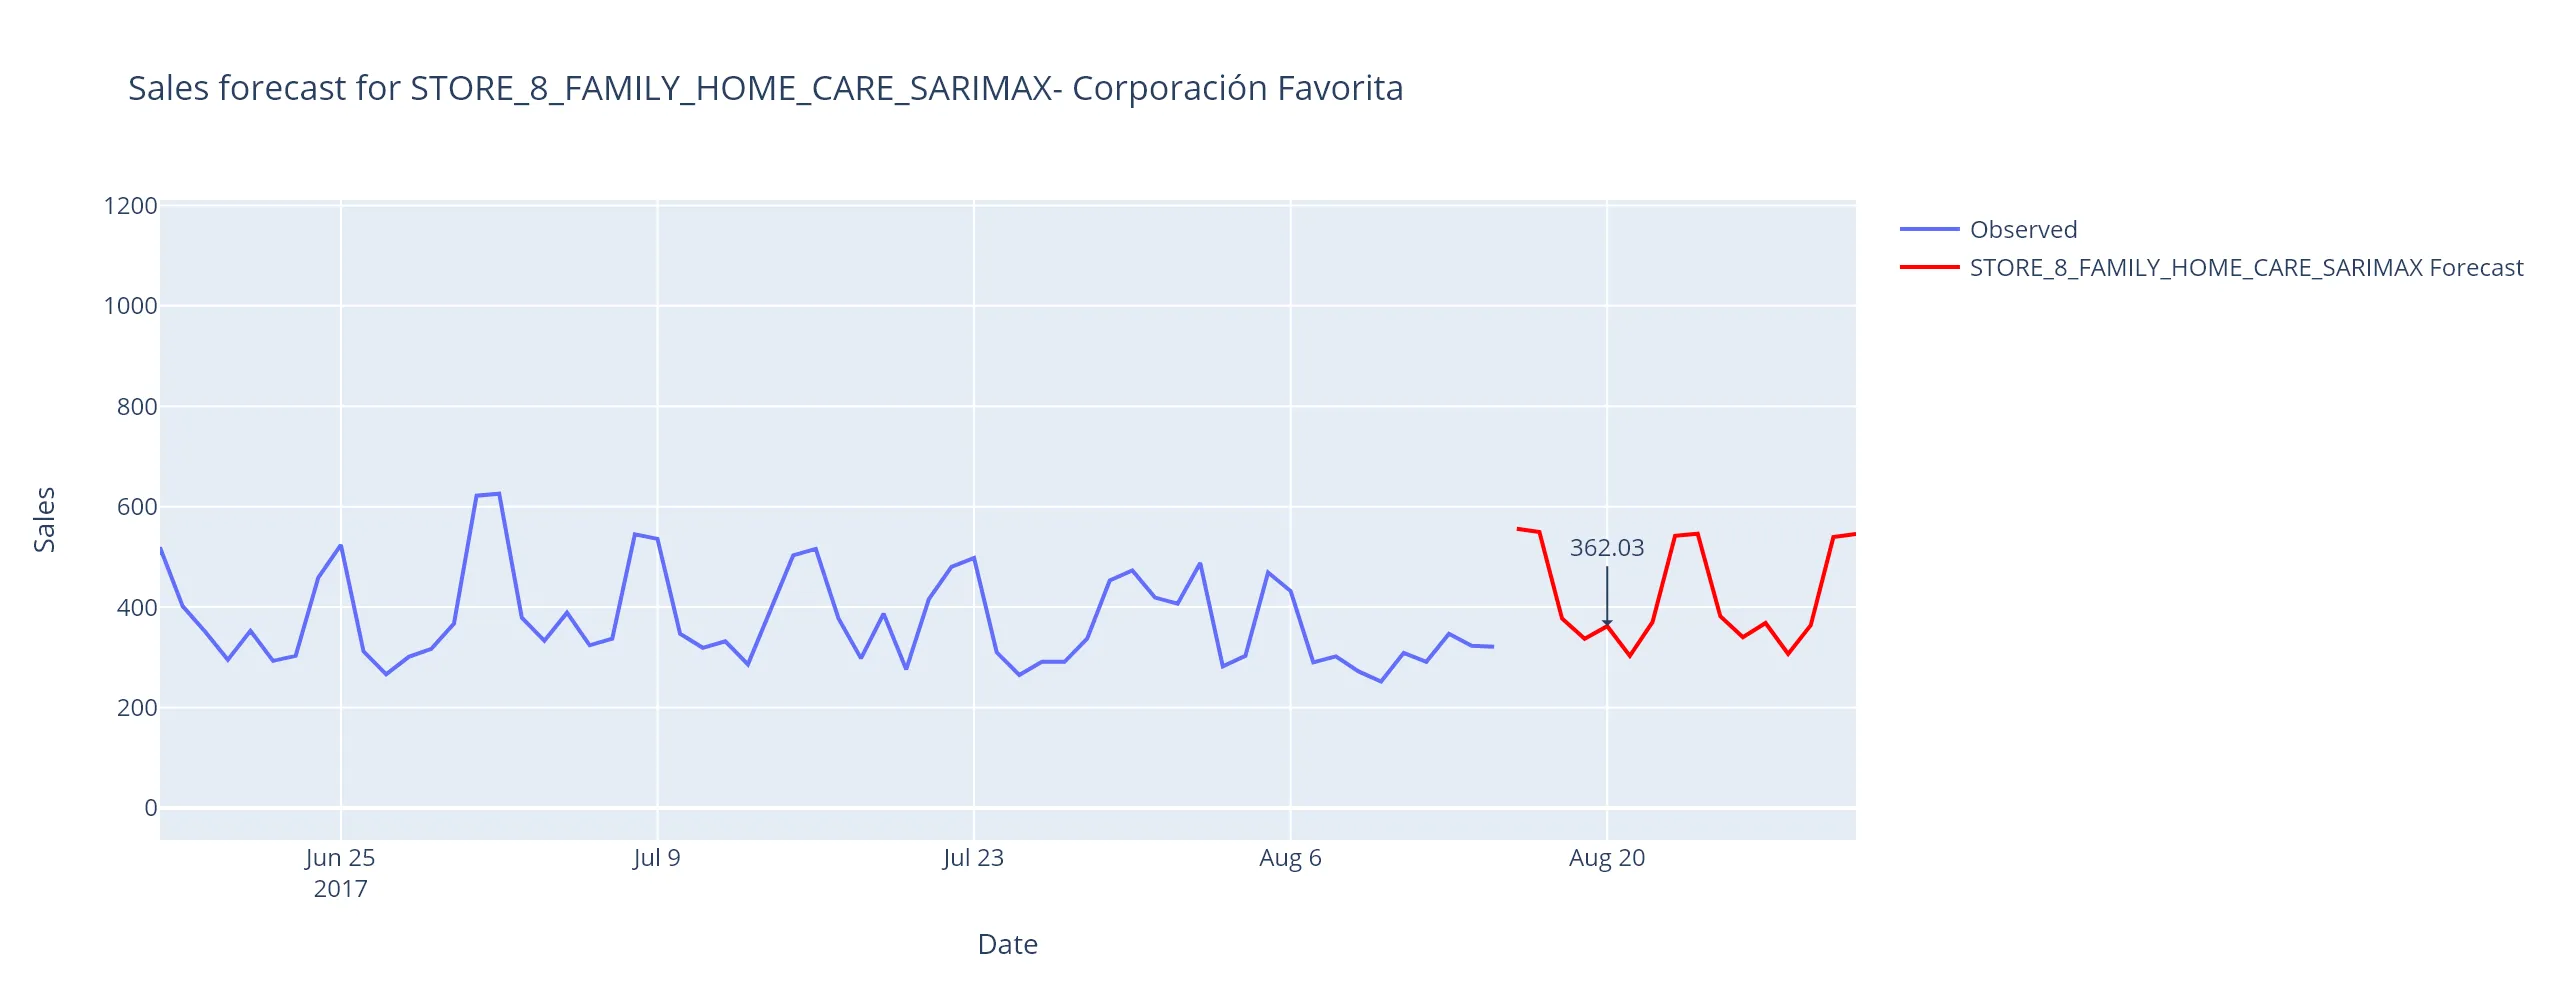 Sales forecast for STORE_8_FAMILY_HOME_CARE_SARIMAX- Corporación Favorita
1200
1000
800
600
400
200
0
Sales
362.03
Jun 25
2017
Jul 9
Jul 23
Aug 6
Aug 20
Date
Observed
STORE_8_FAMILY_HOME_CARE_SARIMAX Forecast